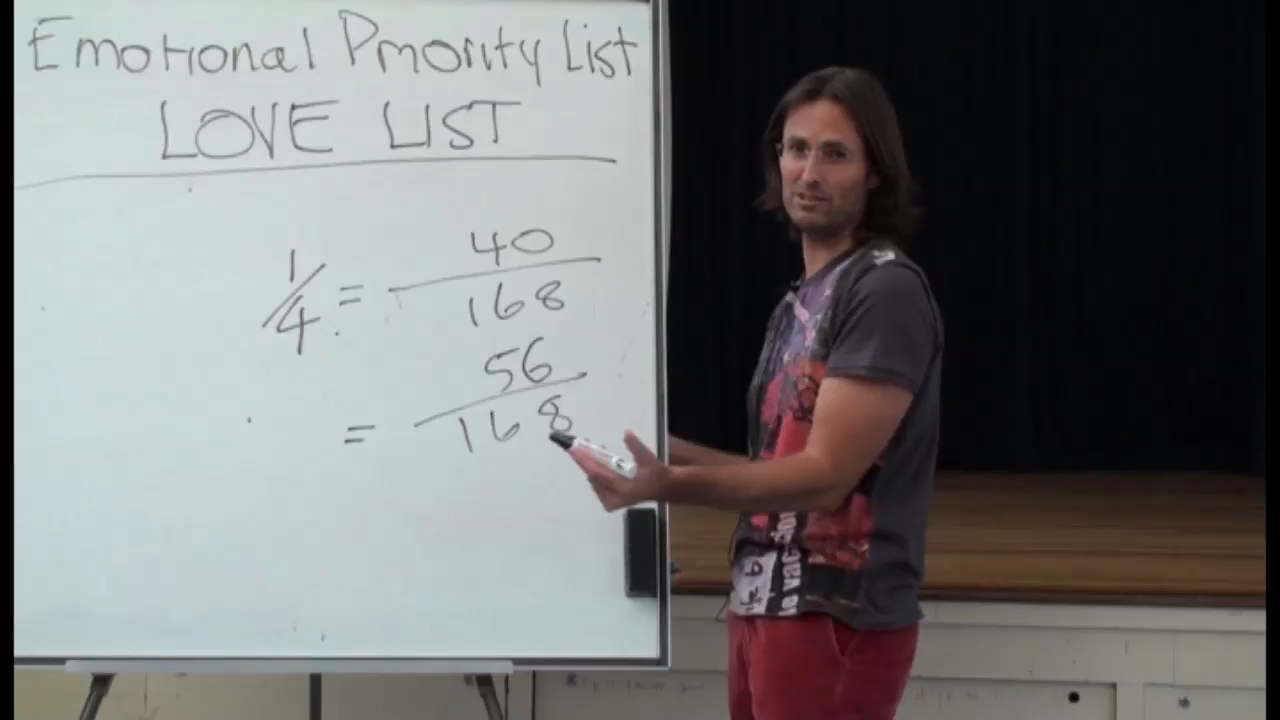 Emotional Priority List
LOVE LIST
1/4 = 40/168
= 56/168